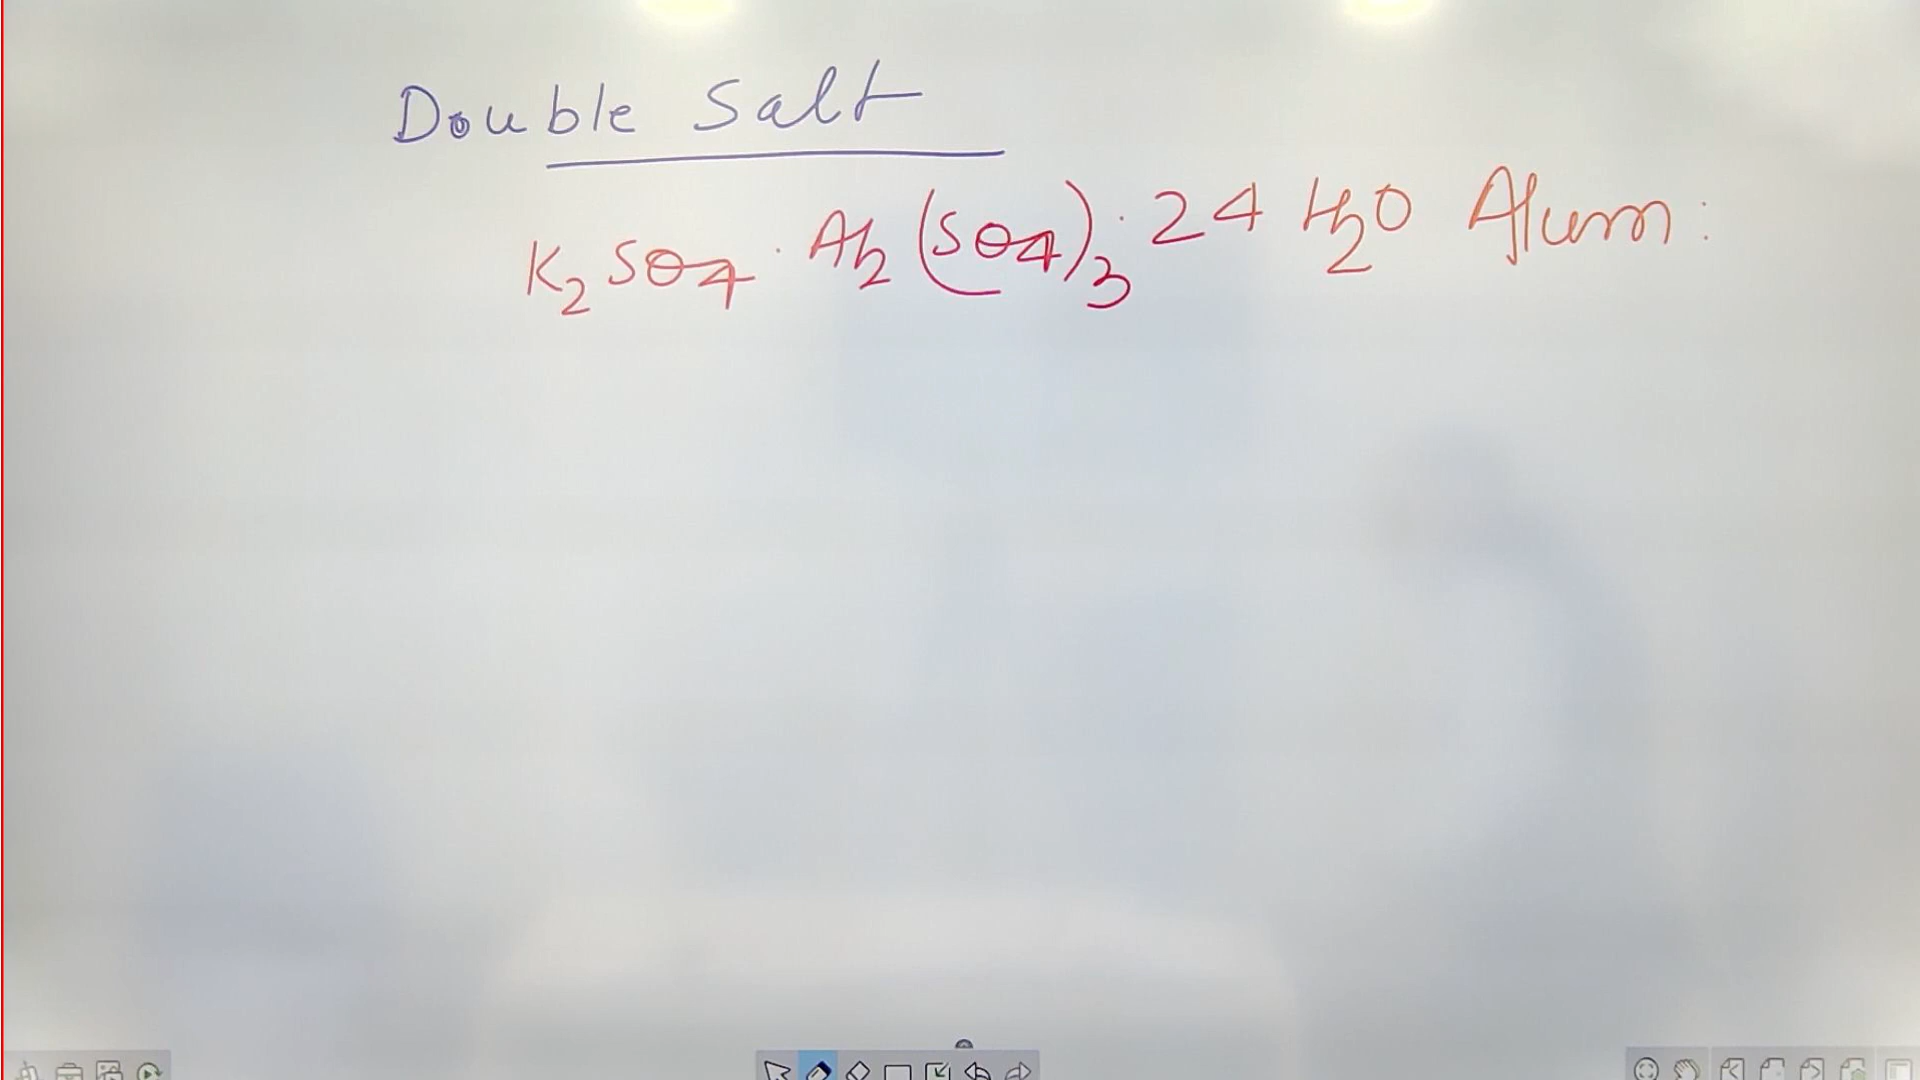 Double Salt
K₂SO₄ · Al₂(SO₄)₃ · 24 H₂O Alum: